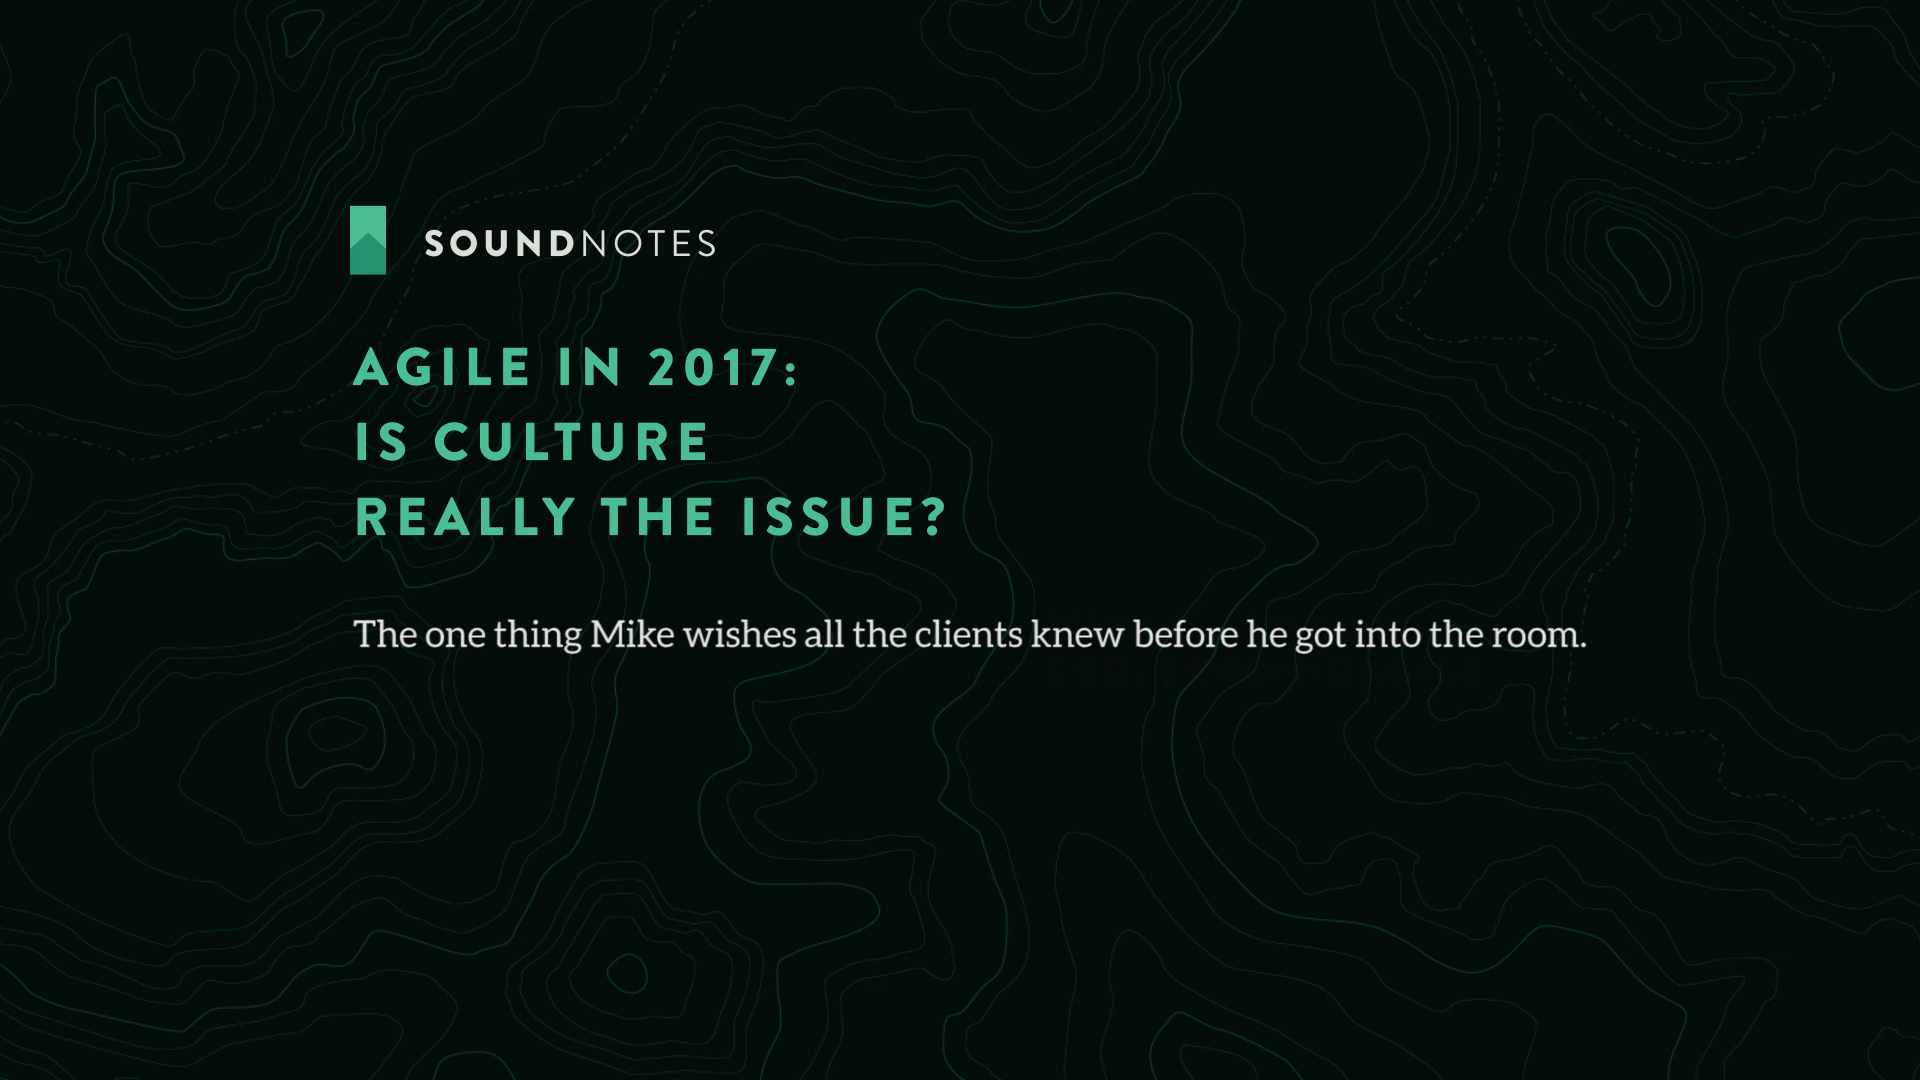 SOUNDNOTES
AGILE IN 2017:
IS CULTURE
REALLY THE ISSUE?
The one thing Mike wishes all the clients knew before he got into the room.